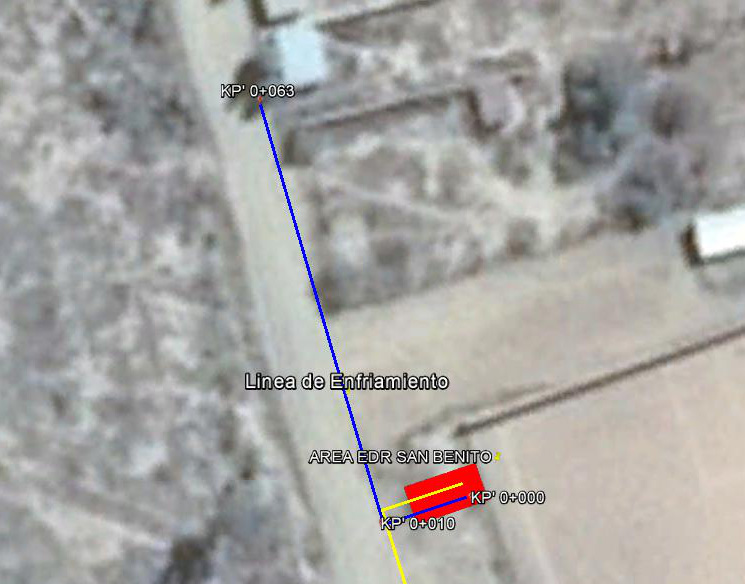 KP' 0+063
Linea de Enfriamiento
AREA EDR SAN BENITO
KP' 0+000
KP' 0+010